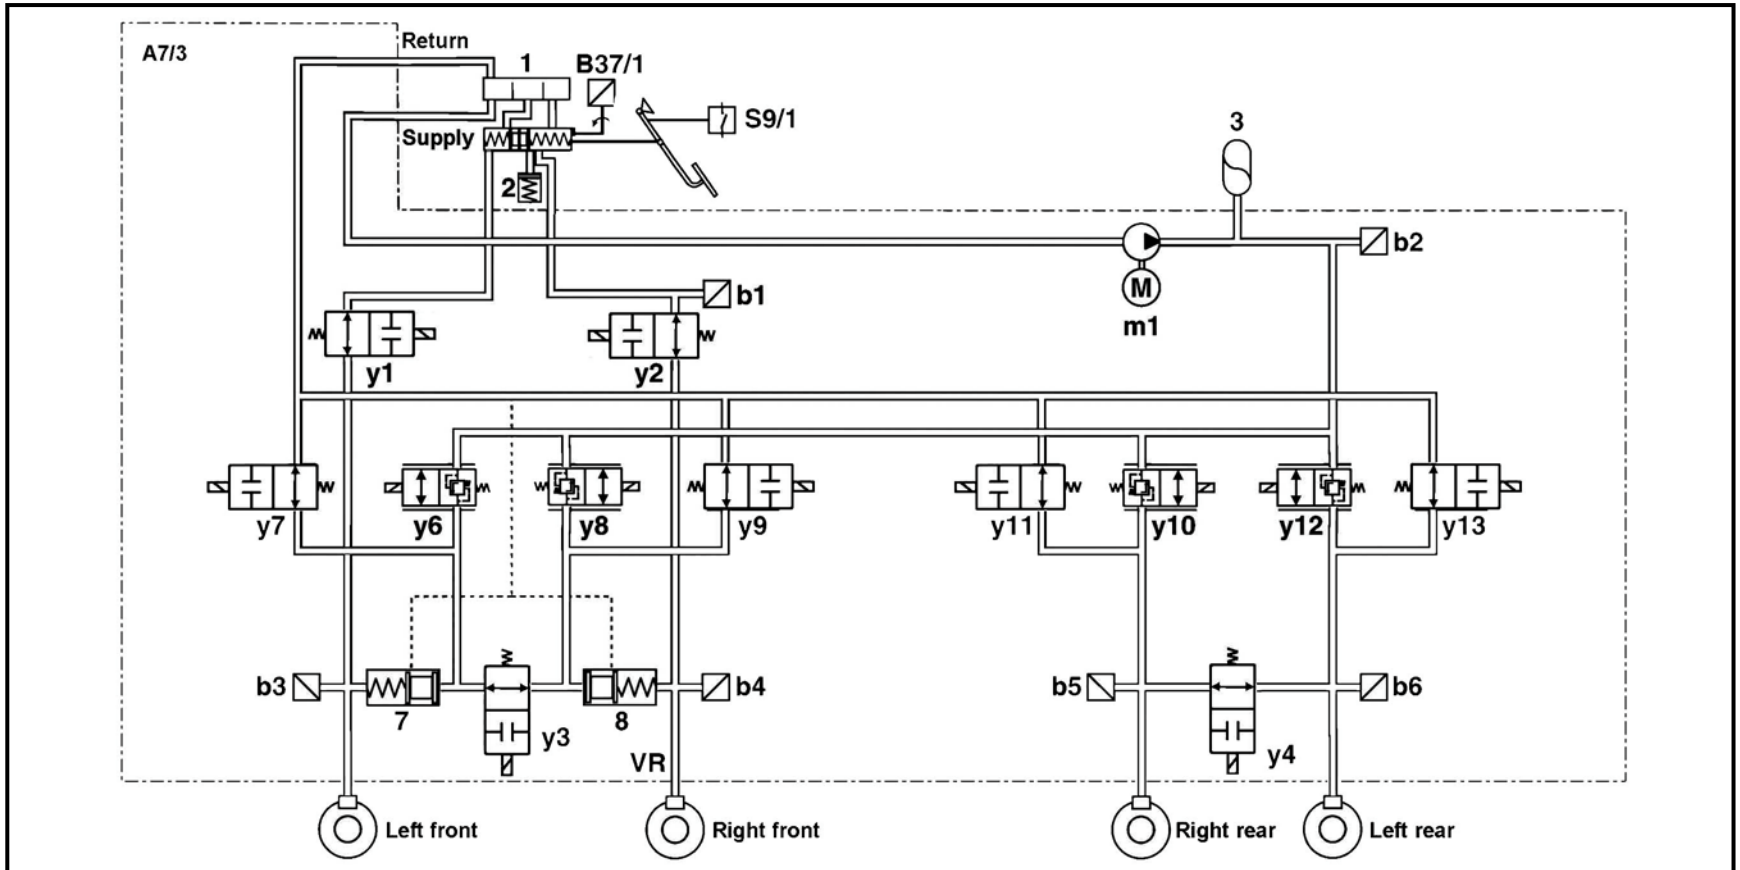 Return
A7/3
1
B37/1
S9/1
3
Supply
2
b2
b1
M
m1
y1
y2
y7
y6
y8
y9
y11
y10
y12
y13
b3
b4
b5
b6
7
8
y3
y4
VR
Left front
Right front
Right rear
Left rear